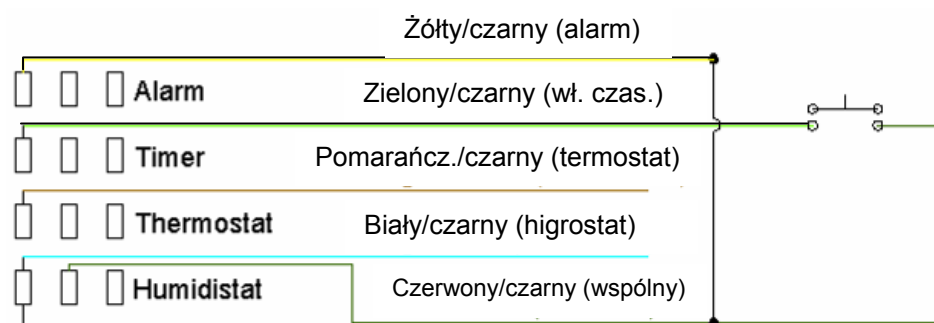 Żółty/czarny (alarm)
Alarm
Zielony/czarny (wł. czas.)
Timer
Pomarańcz./czarny (termostat)
Thermostat
Biały/czarny (higrostat)
Humidistat
Czerwony/czarny (wspólny)